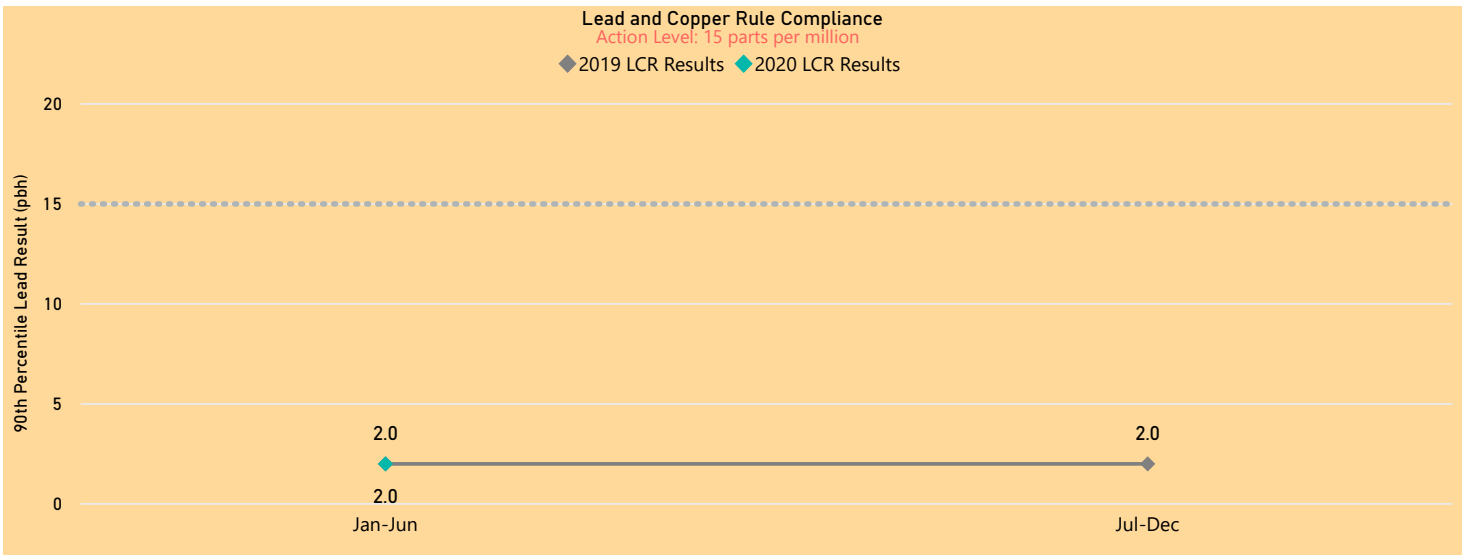 Lead and Copper Rule Compliance
Action Level: 15 parts per million
2019 LCR Results 2020 LCR Results
90th Percentile Lead Result (pbh)
20
15
10
5
0
2.0
2.0
2.0
Jan-Jun
Jul-Dec